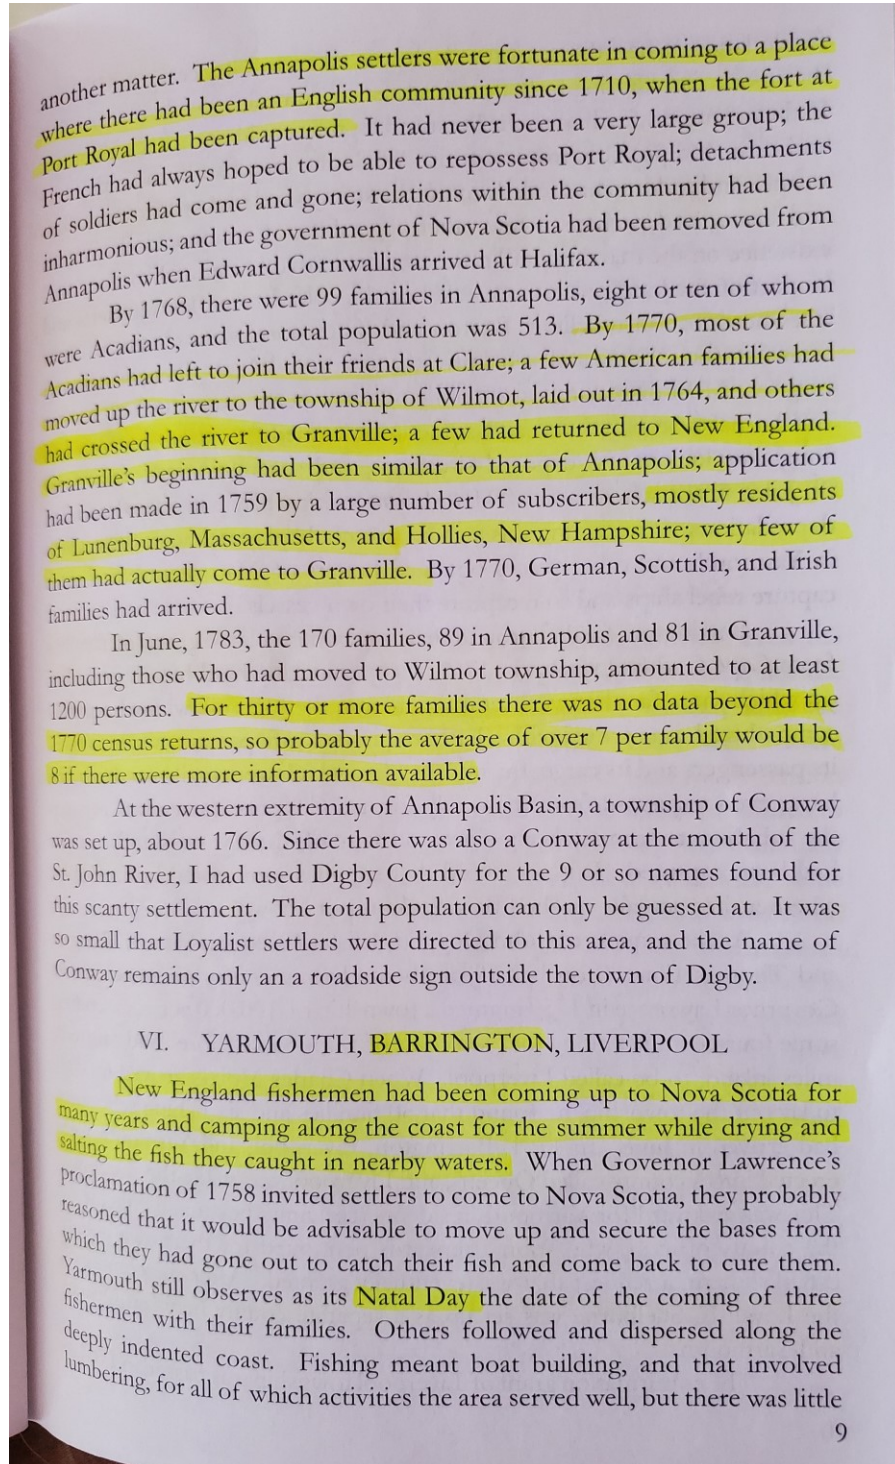 another matter. The Annapolis settlers were fortunate in coming to a place
where there had been an English community since 1710, when the fort at
Port Royal had been captured. It had never been a very large group; the
French had always hoped to be able to repossess Port Royal; detachments
of soldiers had come and gone; relations within the community had been
inharmonious; and the government of Nova Scotia had been removed from
Annapolis when Edward Cornwallis arrived at Halifax.
By 1768, there were 99 families in Annapolis, eight or ten of whom
were Acadians, and the total population was 513. By 1770, most of the
Acadians had left to join their friends at Clare; a few American families had
moved up the river to the township of Wilmot, laid out in 1764, and others
had crossed the river to Granville; a few had returned to New England.
Granville's beginning had been similar to that of Annapolis; application
had been made in 1759 by a large number of subscribers, mostly residents
of Lunenburg, Massachusetts, and Hollies, New Hampshire; very few of
them had actually come to Granville. By 1770, German, Scottish, and Irish
families had arrived.
In June, 1783, the 170 families, 89 in Annapolis and 81 in Granville,
including those who had moved to Wilmot township, amounted to at least
1200 persons. For thirty or more families there was no data beyond the
1770 census returns, so probably the average of over 7 per family would be
8 if there were more information available.
At the western extremity of Annapolis Basin, a township of Conway
was set up, about 1766. Since there was also a Conway at the mouth of the
St. John River, I had used Digby County for the 9 or so names found for
this scanty settlement. The total population can only be guessed at. It was
so small that Loyalist settlers were directed to this area, and the name of
Conway remains only an a roadside sign outside the town of Digby.
VI. YARMOUTH, BARRINGTON, LIVERPOOL
New England fishermen had been coming up to Nova Scotia for
many years and camping along the coast for the summer while drying and
salting the fish they caught in nearby waters. When Governor Lawrence's
proclamation of 1758 invited settlers to come to Nova Scotia, they probably
reasoned that it would be advisable to move up and secure the bases from
which they had gone out to catch their fish and come back to cure them.
Yarmouth still observes as its Natal Day the date of the coming of three
fishermen with their families. Others followed and dispersed along the
deeply indented coast. Fishing meant boat building, and that involved
lumbering, for all of which activities the area served well, but there was little
9